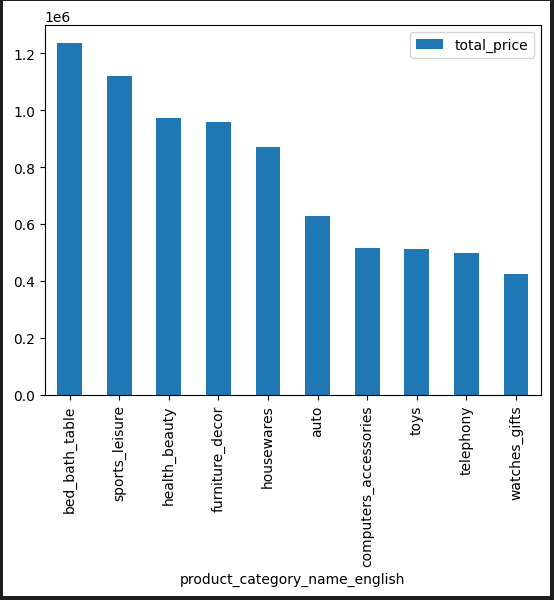 1e6
total_price
1.2
1.0
0.8
0.6
0.4
0.2
0.0
bed_bath_table
sports_leisure
health_beauty
furniture_decor
housewares
auto
computers_accessories
toys
telephony
watches_gifts
product_category_name_english